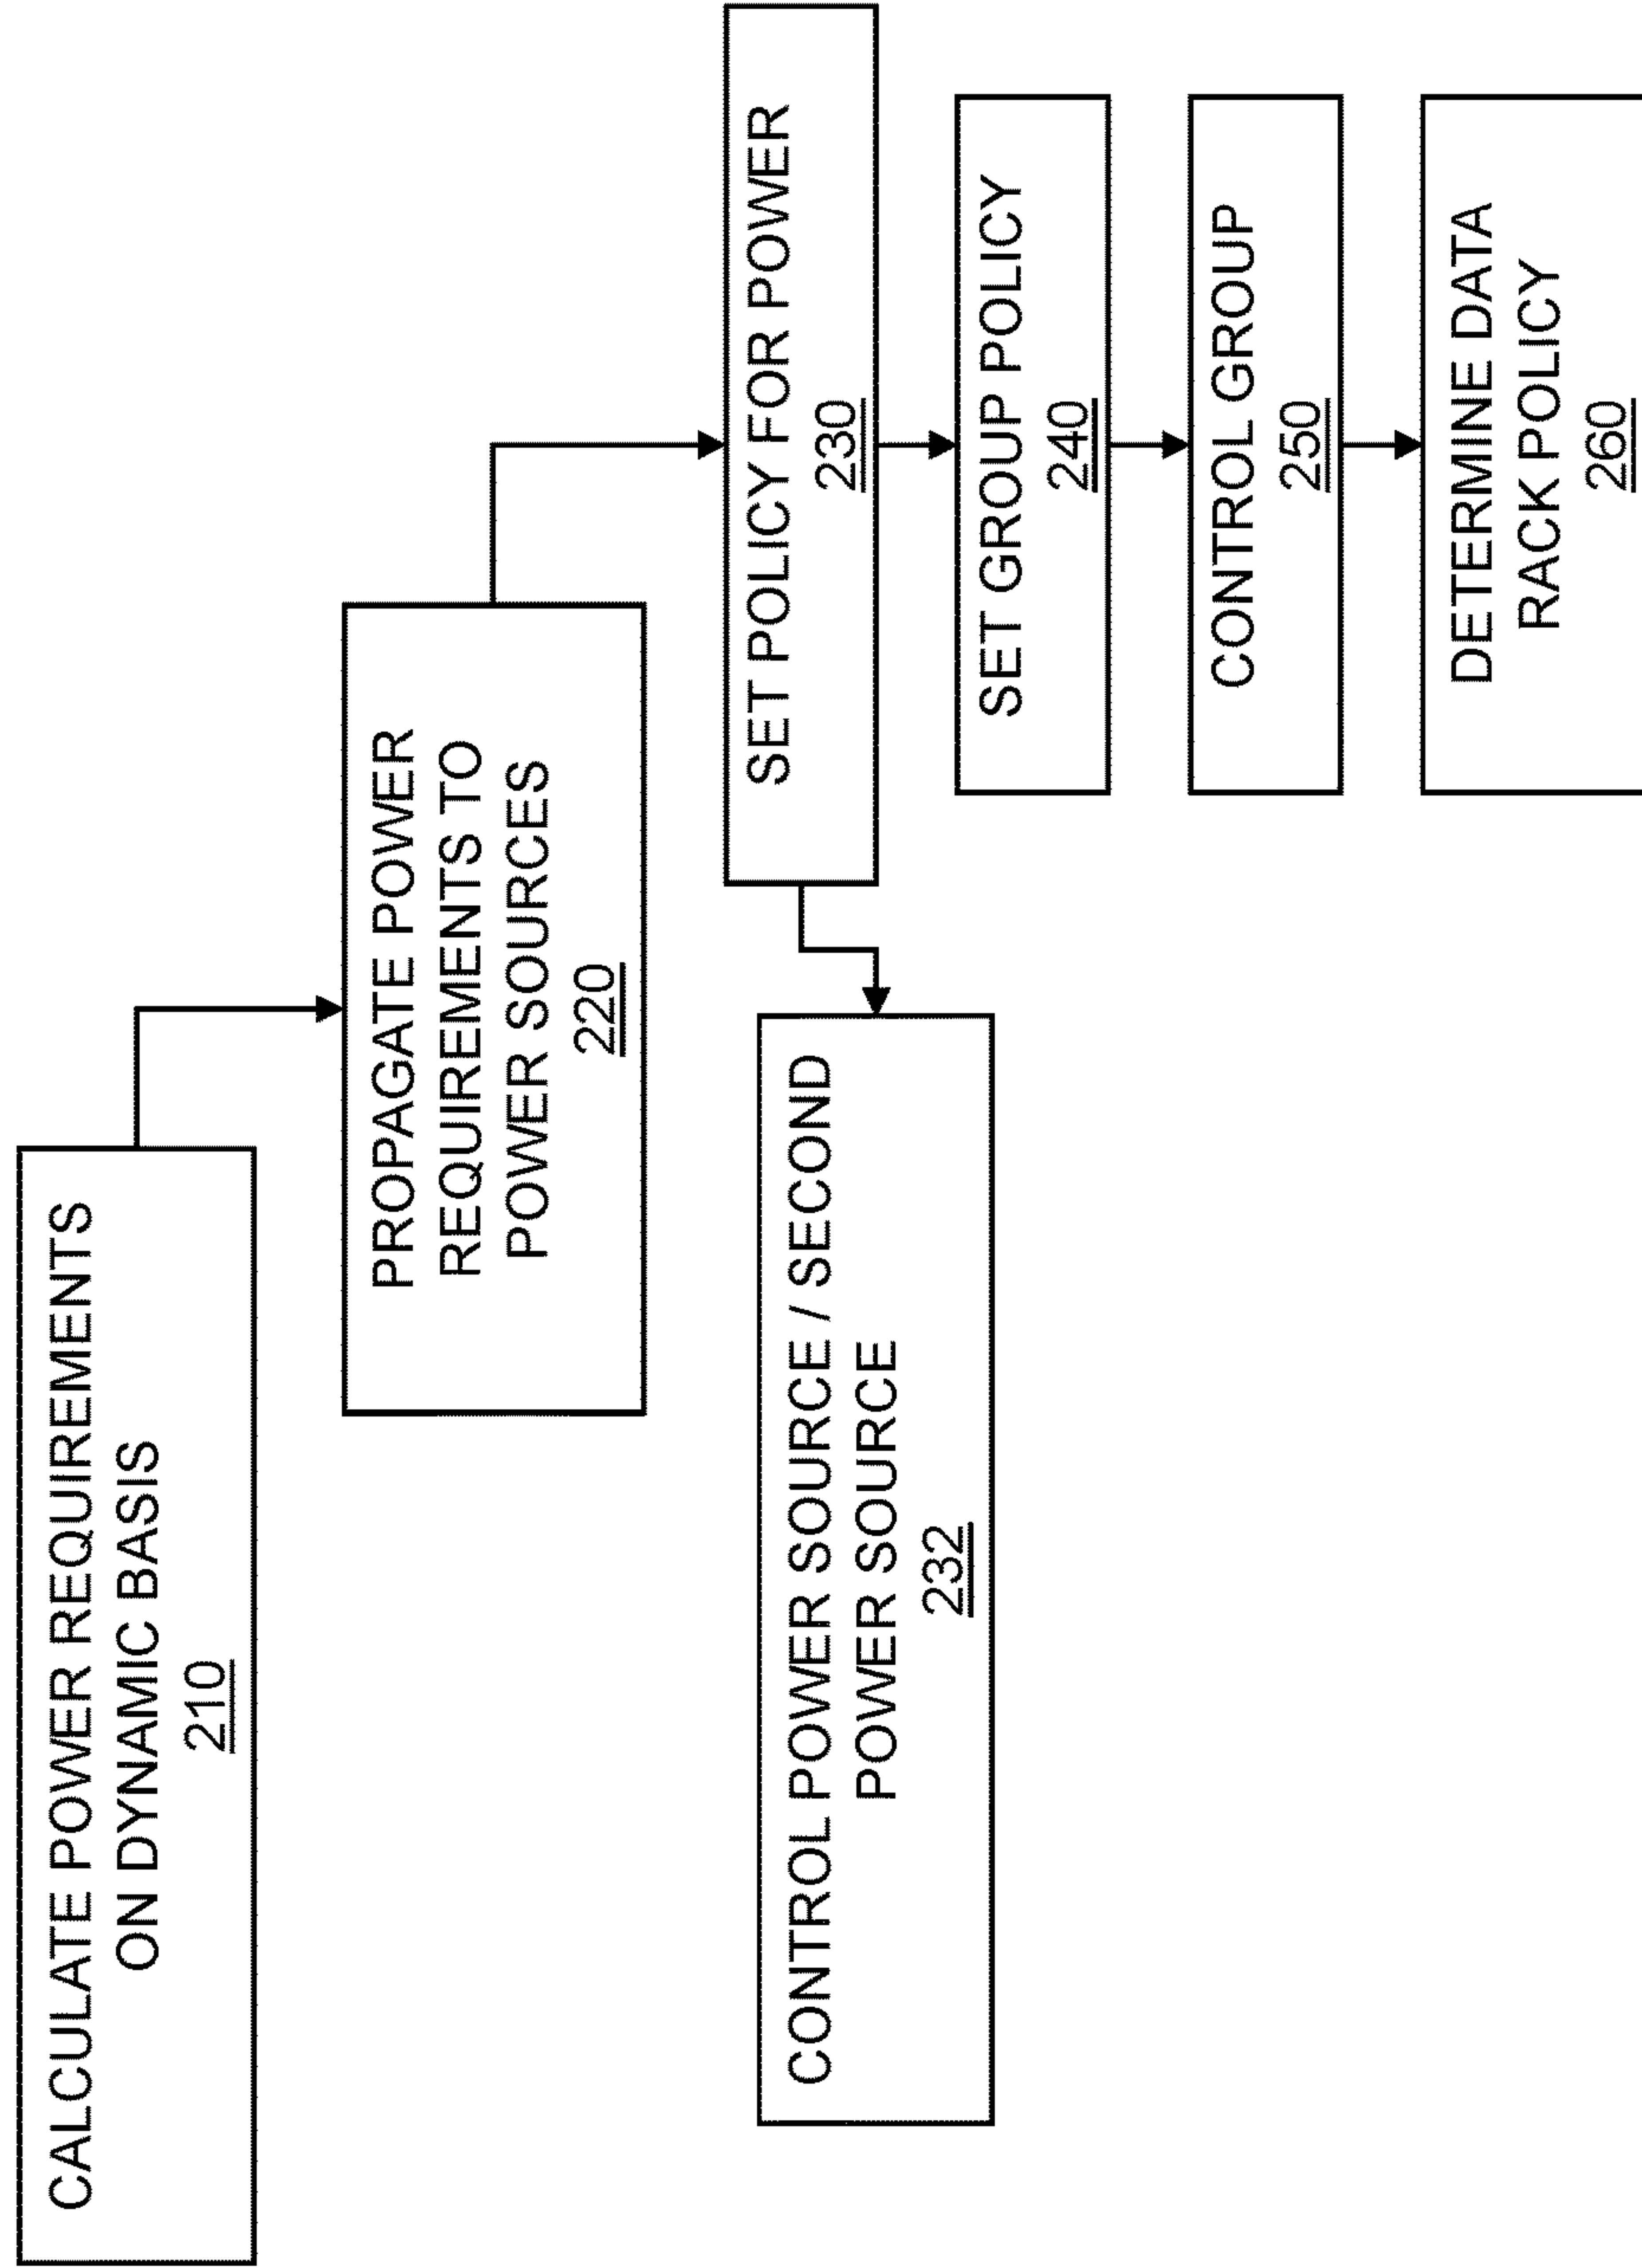 CALCULATE POWER REQUIREMENTS
ON DYNAMIC BASIS
210
PROPAGATE POWER
REQUIREMENTS TO
POWER SOURCES
220
SET POLICY FOR POWER
230
CONTROL POWER SOURCE / SECOND
POWER SOURCE
232
SET GROUP POLICY
240
CONTROL GROUP
250
DETERMINE DATA
RACK POLICY
260